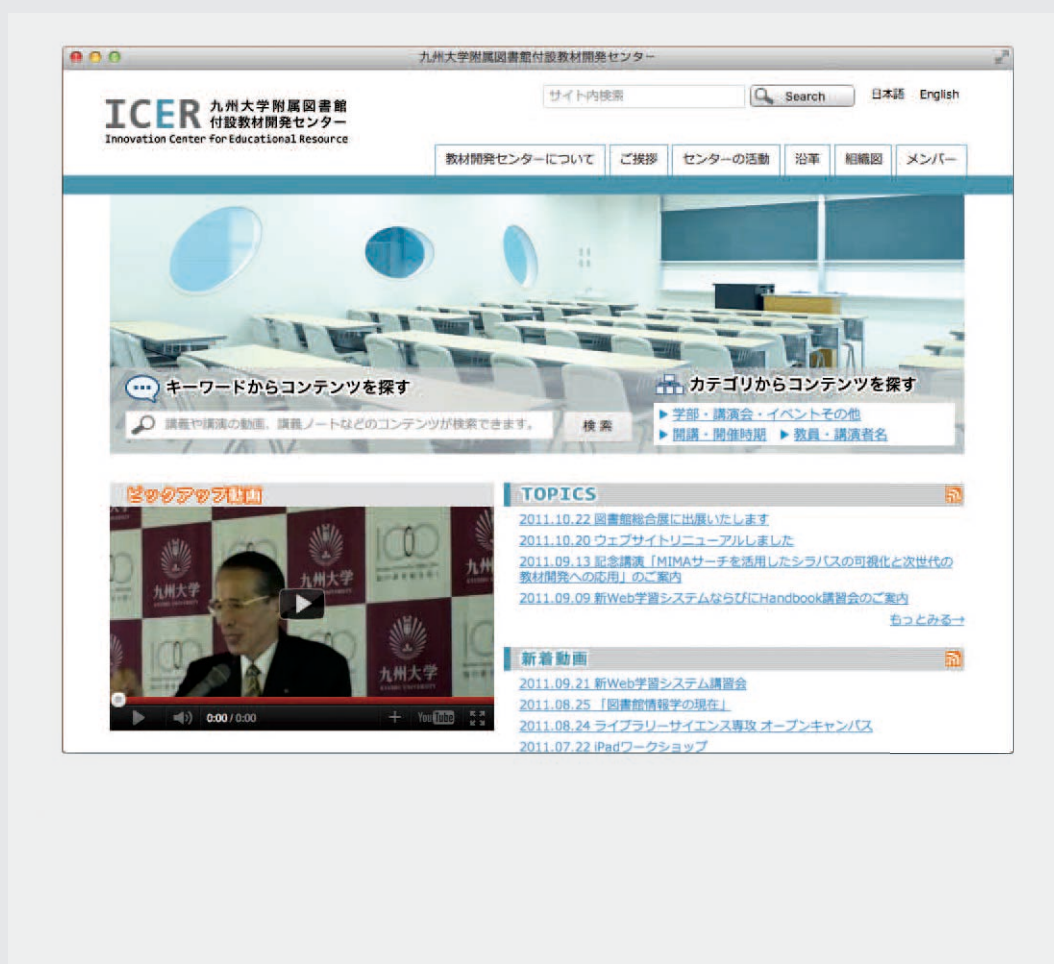 九州大学附属図書館付設教材開発センター
ICER 九州大学附属図書館
付設教材開発センター
Innovation Center for Educational Resource
サイト内検索
Search
日本語 English
教材開発センターについて
ご挨拶
センターの活動
沿革
組織図
メンバー
キーワードからコンテンツを探す
講義や講演の動画、講義ノートなどのコンテンツが検索できます。
検 索
カテゴリからコンテンツを探す
学部・講演会・イベントその他
開講・開催時期
教員・講演者名
ピックアップ動画
九州大学
九州大学
九州大学
0:00 / 0:00
YouTube
TOPICS
2011.10.22 図書館総合展に出展いたします
2011.10.20 ウェブサイトリニューアルしました
2011.09.13 記念講演「MIMAサーチを活用したシラバスの可視化と次世代の
教材開発への応用」のご案内
2011.09.09 新Web学習システムならびにHandbook講習会のご案内
もっとみる→
新着動画
2011.09.21 新Web学習システム講習会
2011.08.25 「図書館情報学の現在」
2011.08.24 ライブラリーサイエンス専攻 オープンキャンパス
2011.07.22 iPadワークショップ